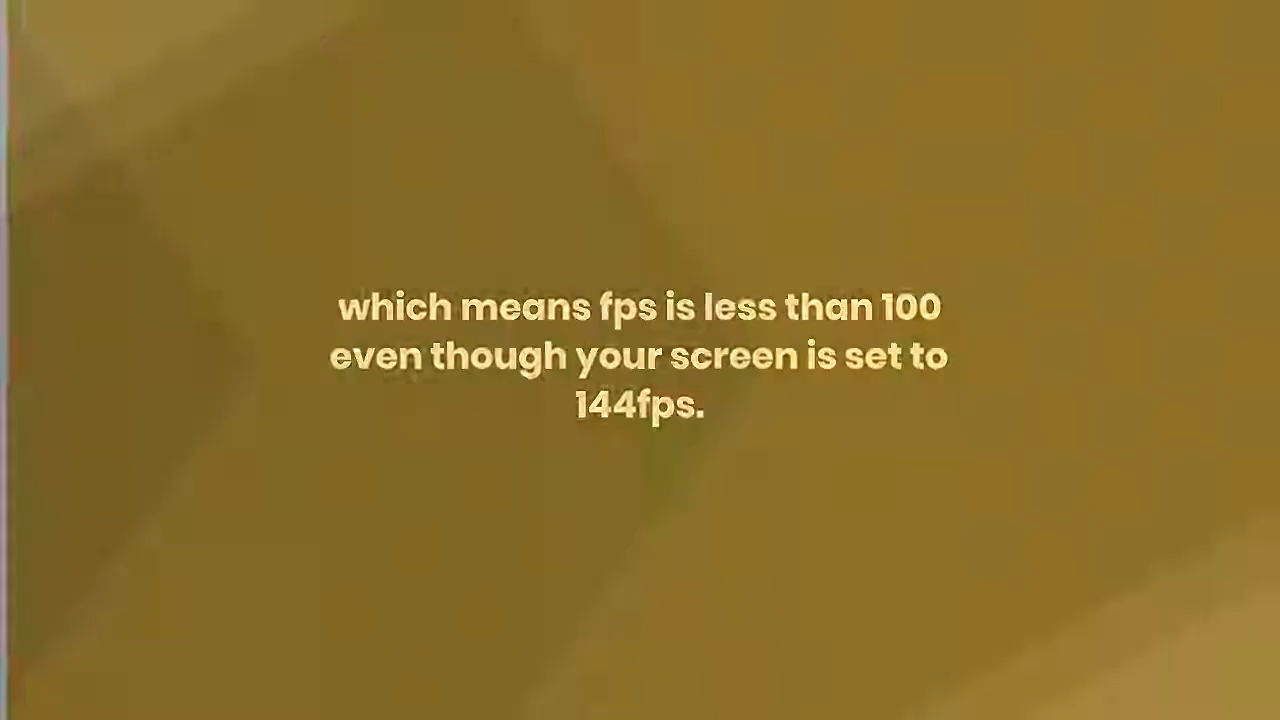 which means fps is less than 100
even though your screen is set to
144fps.